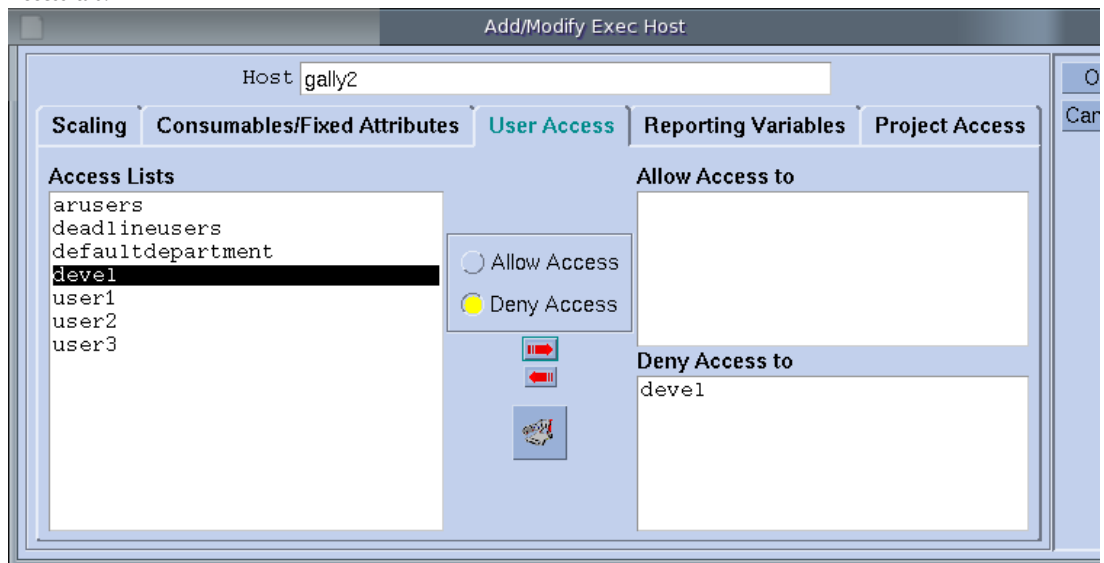 Add/Modify Exec Host
Host gally2
O
Can
Scaling Consumables/Fixed Attributes User Access Reporting Variables Project Access
Access Lists
arusers
deadlineusers
defaultdepartment
devel
user1
user2
user3
Allow Access
Deny Access
Allow Access to
Deny Access to
devel